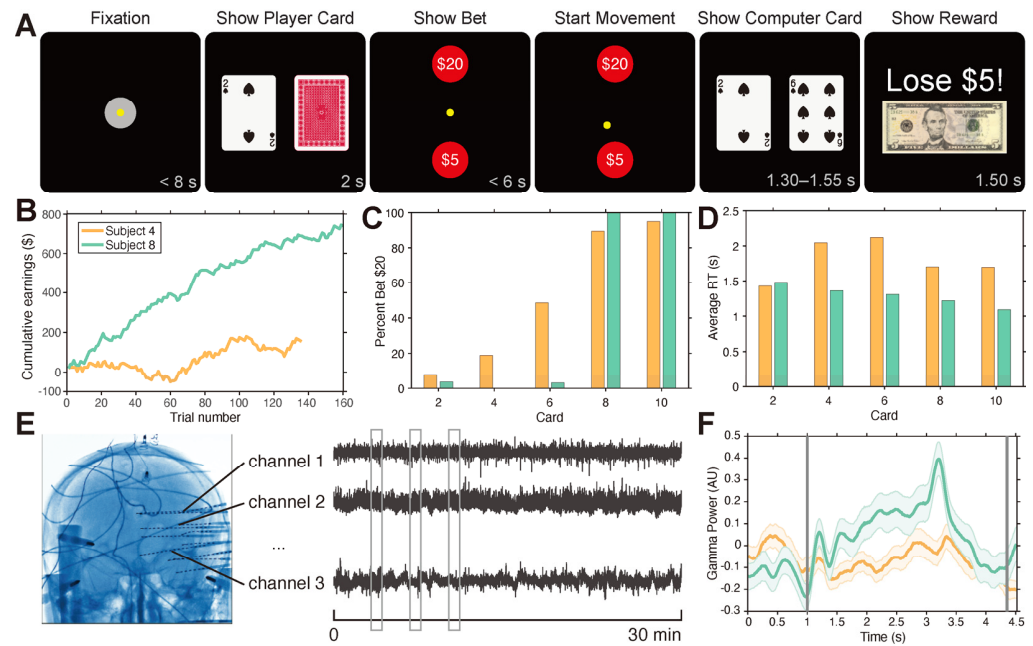 A
Fixation
Show Player Card
Show Bet
Start Movement
Show Computer Card
Show Reward
< 8 s
2
2
2 s
$20
$5
< 6 s
$20
$5
2
2
6
6
1.30–1.55 s
Lose $5!
1.50 s
B
Cumulative earnings ($)
800
600
400
200
0
-100
Subject 4
Subject 8
0 20 40 60 80 100 120 140 160
Trial number
C
Percent Bet $20
100
80
60
40
20
0
2 4 6 8 10
Card
D
Average RT (s)
2.5
2
1.5
1
0.5
0
2 4 6 8 10
Card
E
channel 1
channel 2
...
channel 3
0
30 min
F
Gamma Power (AU)
0.5
0.4
0.3
0.2
0.1
0
-0.1
-0.2
-0.3
0 0.5 1 1.5 2 2.5 3 3.5 4 4.5
Time (s)